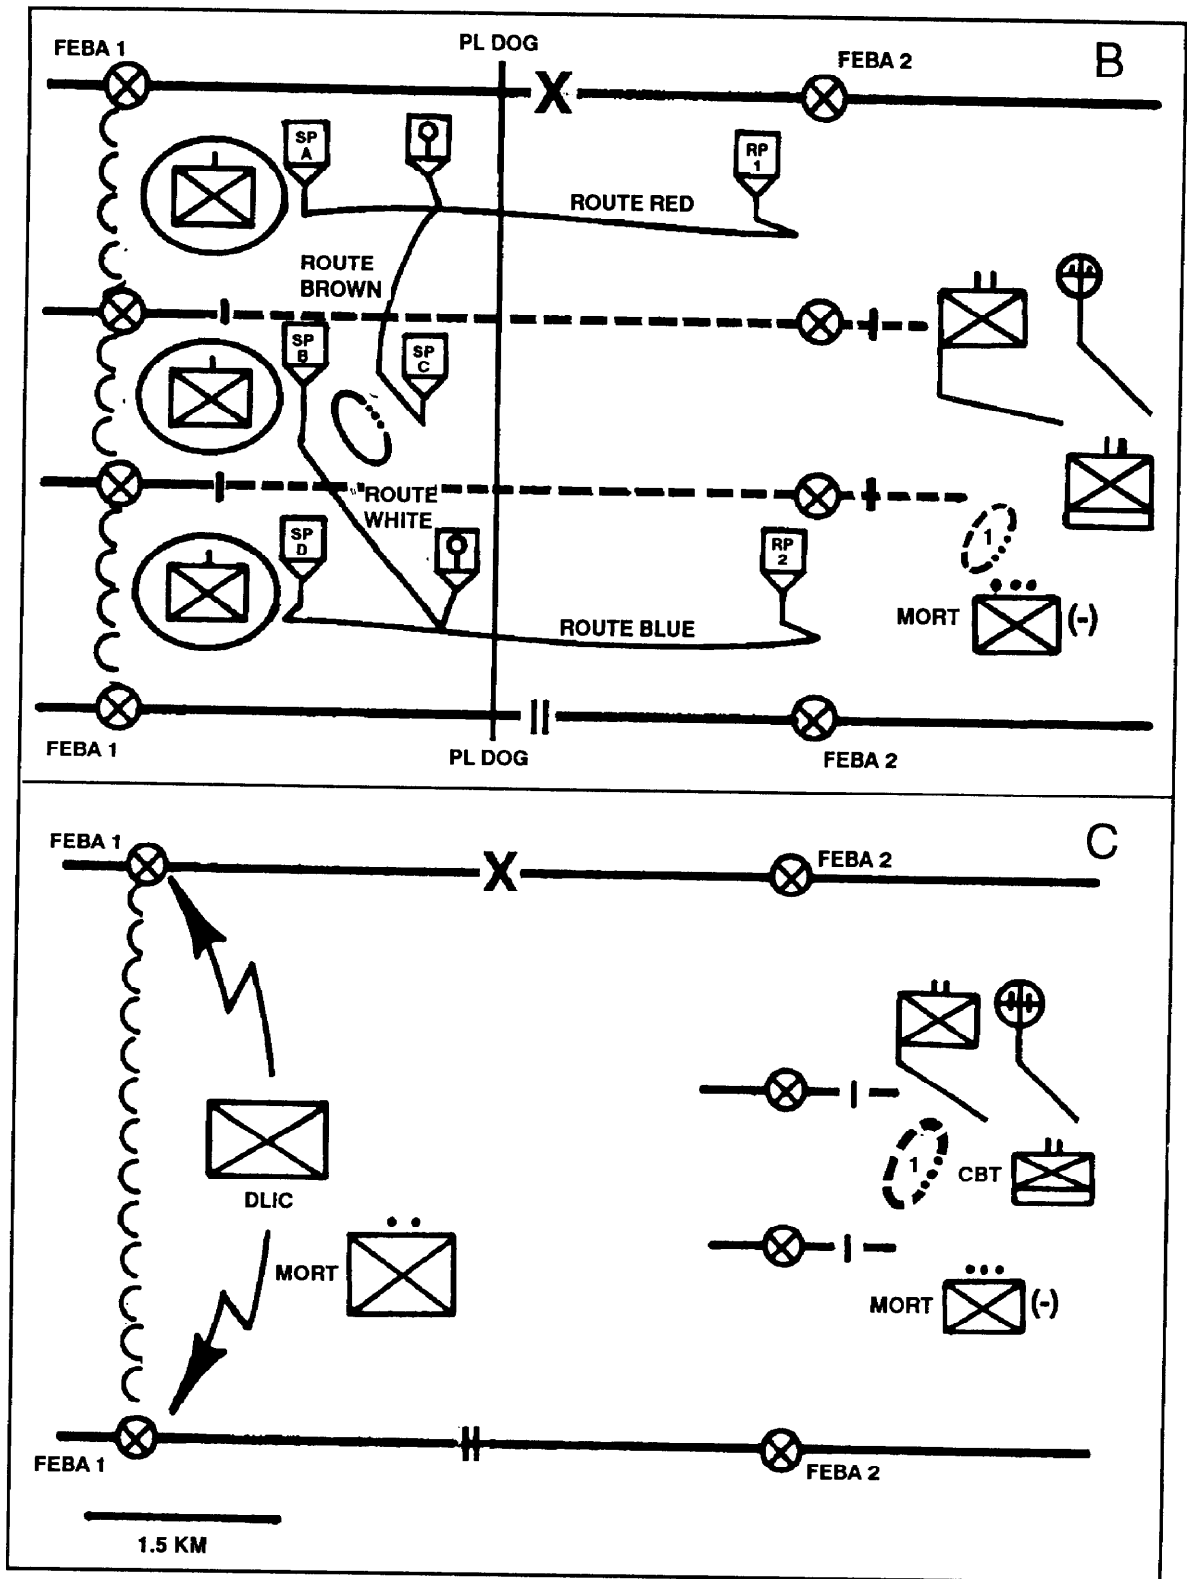 B
FEBA 1
PL DOG
FEBA 2
SP
A
RP
1
ROUTE RED
ROUTE
BROWN
SP
B
SP
C
ROUTE
WHITE
SP
D
RP
2
1
MORT
(-)
ROUTE BLUE
FEBA 1
PL DOG
FEBA 2
C
FEBA 1
FEBA 2
DLIC
MORT
1
CBT
MORT
(-)
FEBA 1
FEBA 2
1.5 KM